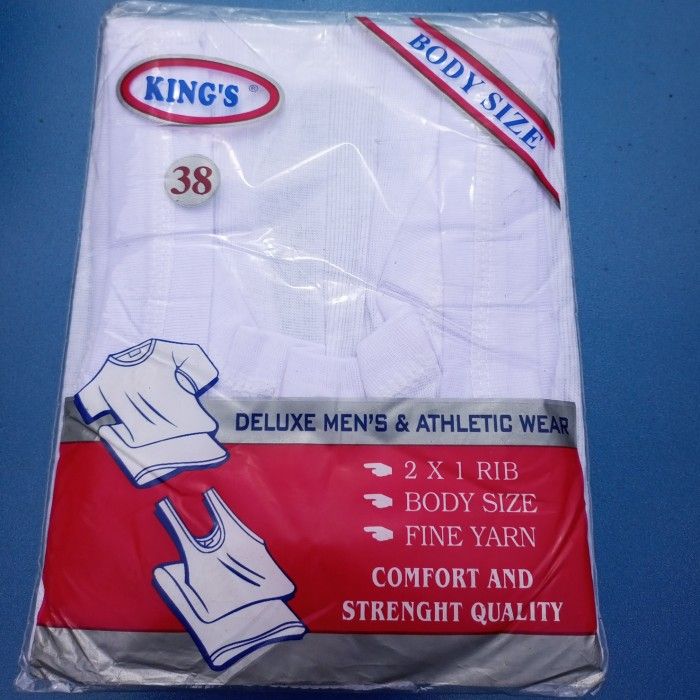 KING'S ®
BODY SIZE
38
DELUXE MEN'S & ATHLETIC WEAR
2 X 1 RIB
BODY SIZE
FINE YARN
COMFORT AND
STRENGHT QUALITY